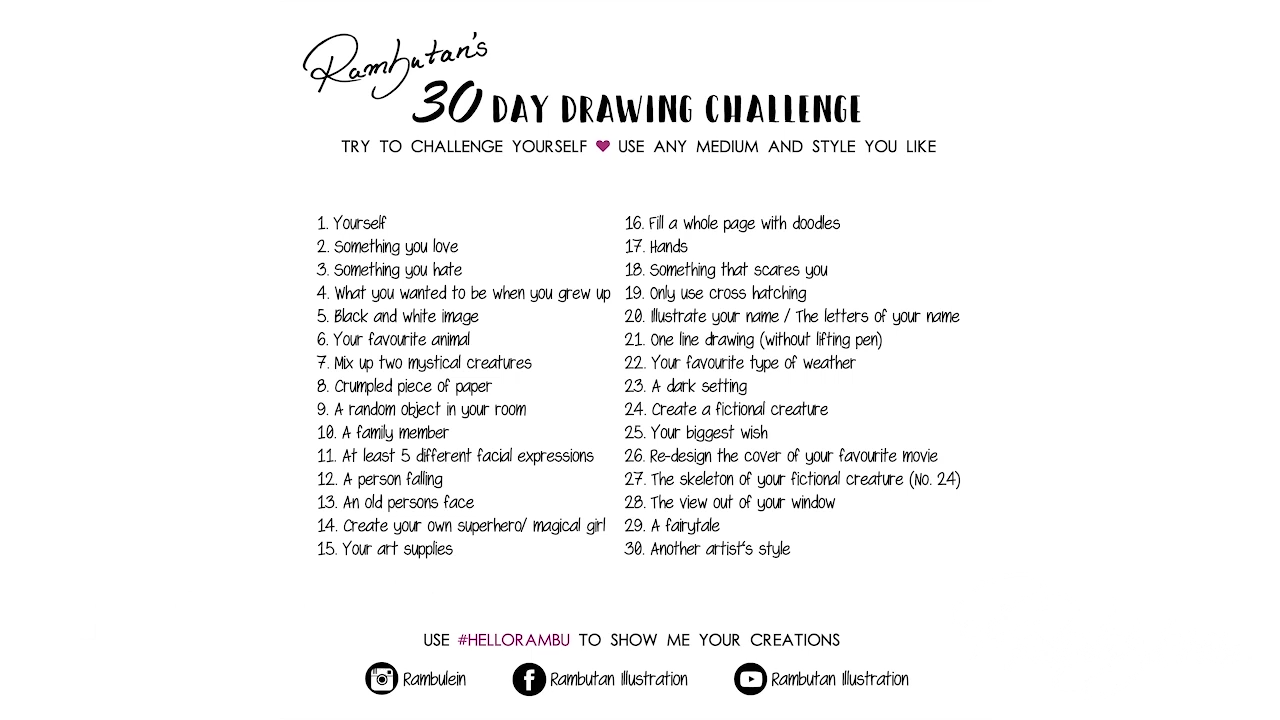 Rambutan's
30 DAY DRAWING CHALLENGE
TRY TO CHALLENGE YOURSELF ♥ USE ANY MEDIUM AND STYLE YOU LIKE
1. Yourself
2. Something you love
3. Something you hate
4. What you wanted to be when you grew up
5. Black and white image
6. Your favourite animal
7. Mix up two mystical creatures
8. Crumpled piece of paper
9. A random object in your room
10. A family member
11. At least 5 different facial expressions
12. A person falling
13. An old persons face
14. Create your own superhero/ magical girl
15. Your art supplies
16. Fill a whole page with doodles
17. Hands
18. Something that scares you
19. Only use cross hatching
20. Illustrate your name / The letters of your name
21. One line drawing (without lifting pen)
22. Your favourite type of weather
23. A dark setting
24. Create a fictional creature
25. Your biggest wish
26. Re-design the cover of your favourite movie
27. The skeleton of your fictional creature (No. 24)
28. The view out of your window
29. A fairytale
30. Another artist's style
USE #HELLORAMBU TO SHOW ME YOUR CREATIONS
Rambulein
Rambutan Illustration
Rambutan Illustration